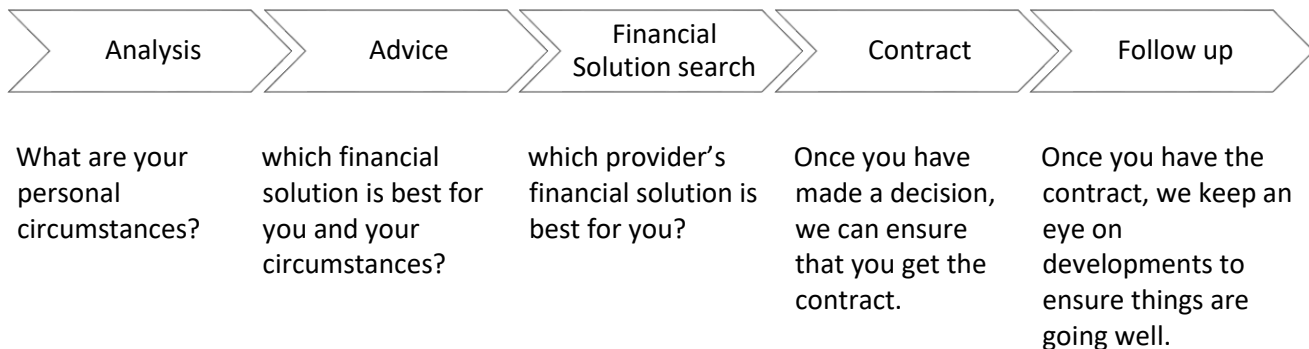 Analysis
Advice
Financial
Solution search
Contract
Follow up
What are your
personal
circumstances?
which financial
solution is best for
you and your
circumstances?
which provider’s
financial solution is
best for you?
Once you have
made a decision,
we can ensure
that you get the
contract.
Once you have the
contract, we keep an
eye on
developments to
ensure things are
going well.